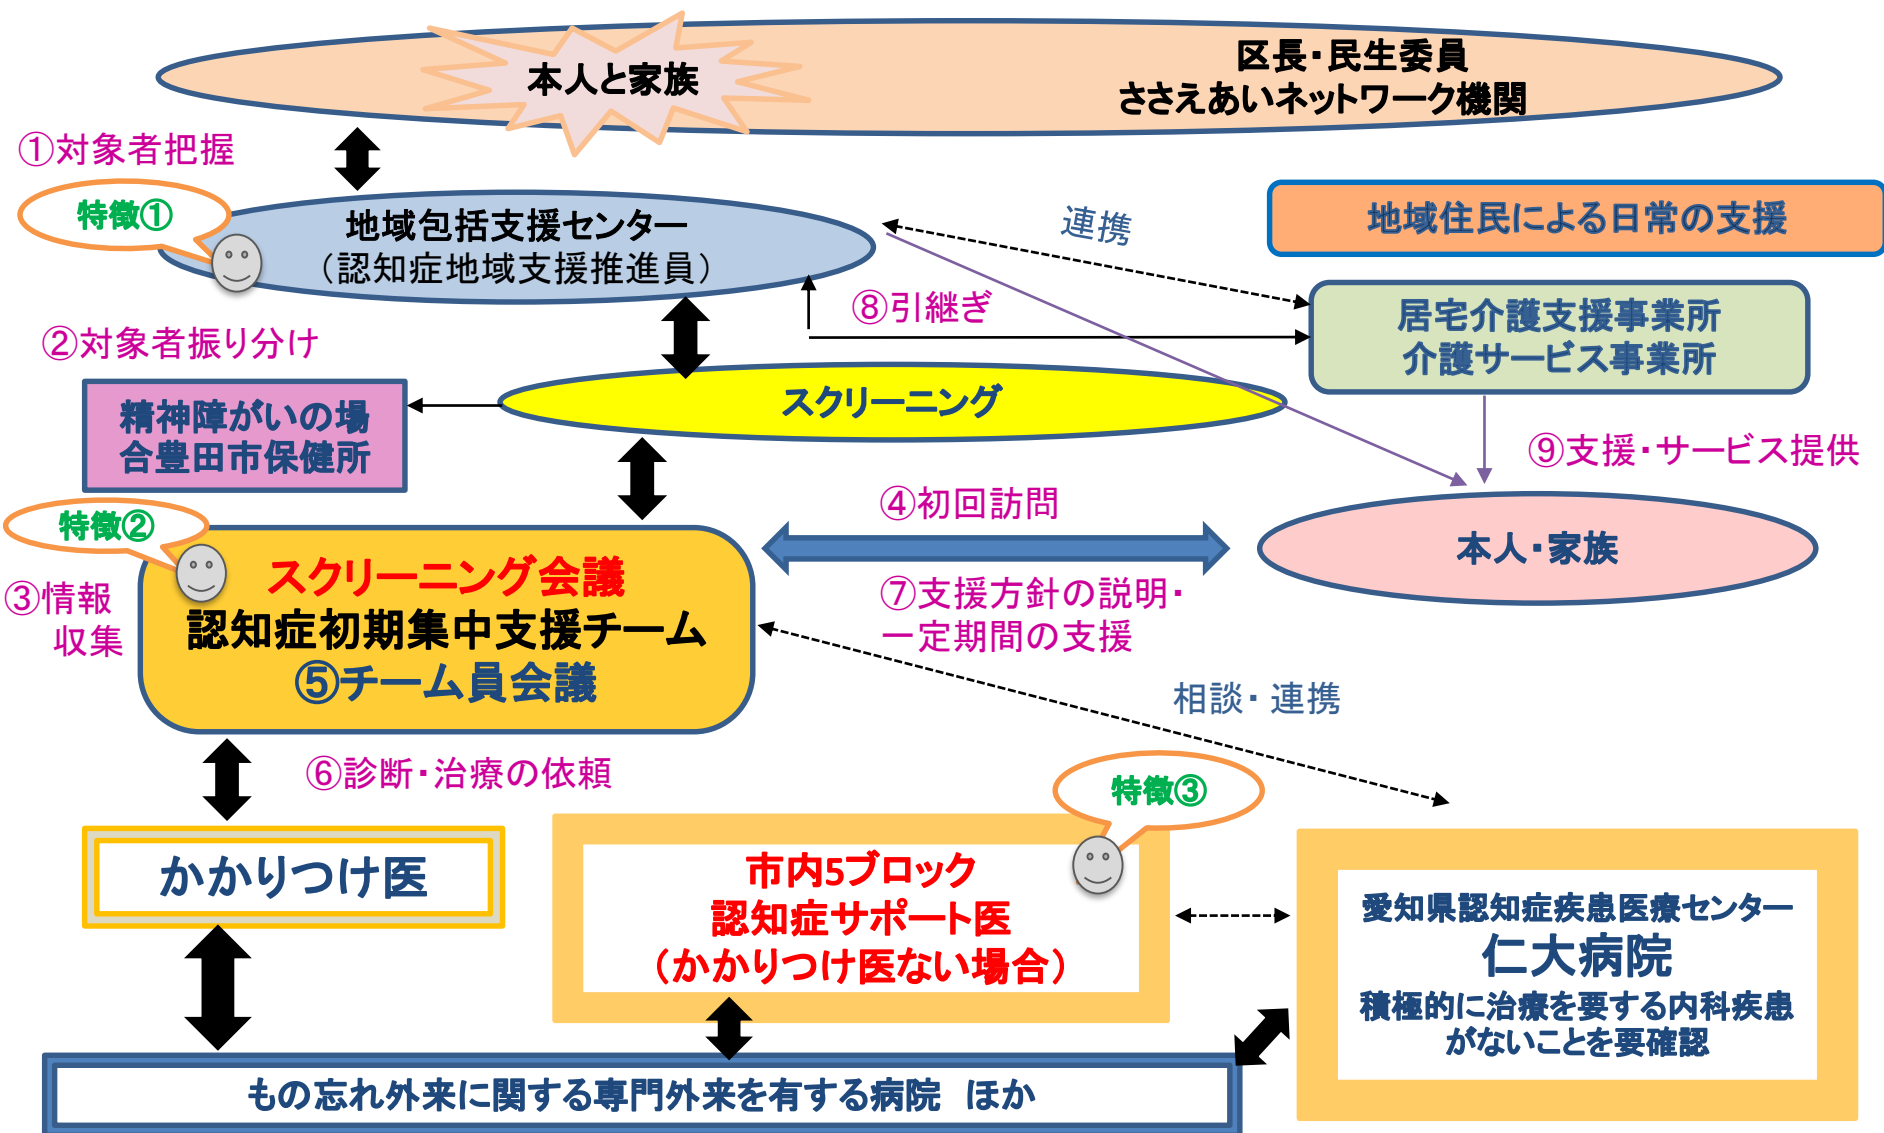 本人と家族
区長・民生委員
ささえあいネットワーク機関
①対象者把握
特徴①
地域包括支援センター
（認知症地域支援推進員）
連携
地域住民による日常の支援
⑧引継ぎ
居宅介護支援事業所
介護サービス事業所
②対象者振り分け
精神障がいの場
合豊田市保健所
スクリーニング
⑨支援・サービス提供
特徴②
③情報
収集
スクリーニング会議
認知症初期集中支援チーム
⑤チーム員会議
④初回訪問
⑦支援方針の説明・
一定期間の支援
本人・家族
相談・連携
⑥診断・治療の依頼
特徴③
かかりつけ医
市内5ブロック
認知症サポート医
（かかりつけ医ない場合）
愛知県認知症疾患医療センター
仁大病院
積極的に治療を要する内科疾患
がないことを要確認
もの忘れ外来に関する専門外来を有する病院　ほか